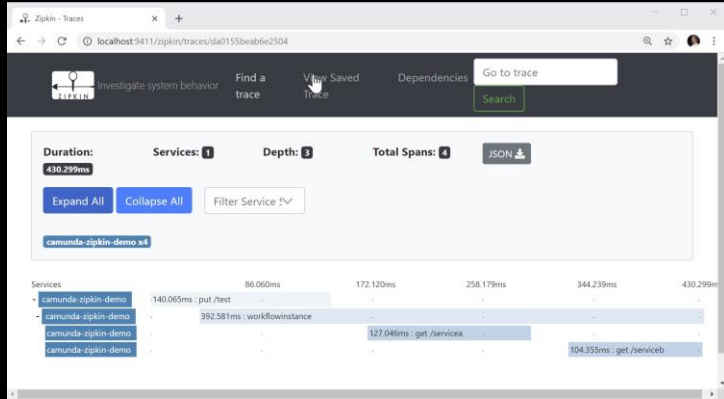 Zipkin - Traces
localhost:9411/zipkin/traces/da0155beab6e2504
ZIPKIN
Investigate system behavior
Find a trace
View Saved Trace
Dependencies
Go to trace
Search
Duration: 430.299ms
Services: 1
Depth: 3
Total Spans: 4
JSON
Expand All
Collapse All
Filter Service
camunda-zipkin-demo x4
Services 86.060ms 172.120ms 258.179ms 344.239ms 430.299m
- camunda-zipkin-demo 140.065ms : put /test
- camunda-zipkin-demo 392.581ms : workflowinstance
camunda-zipkin-demo 127.046ms : get /servicea
camunda-zipkin-demo 104.355ms : get /serviceb